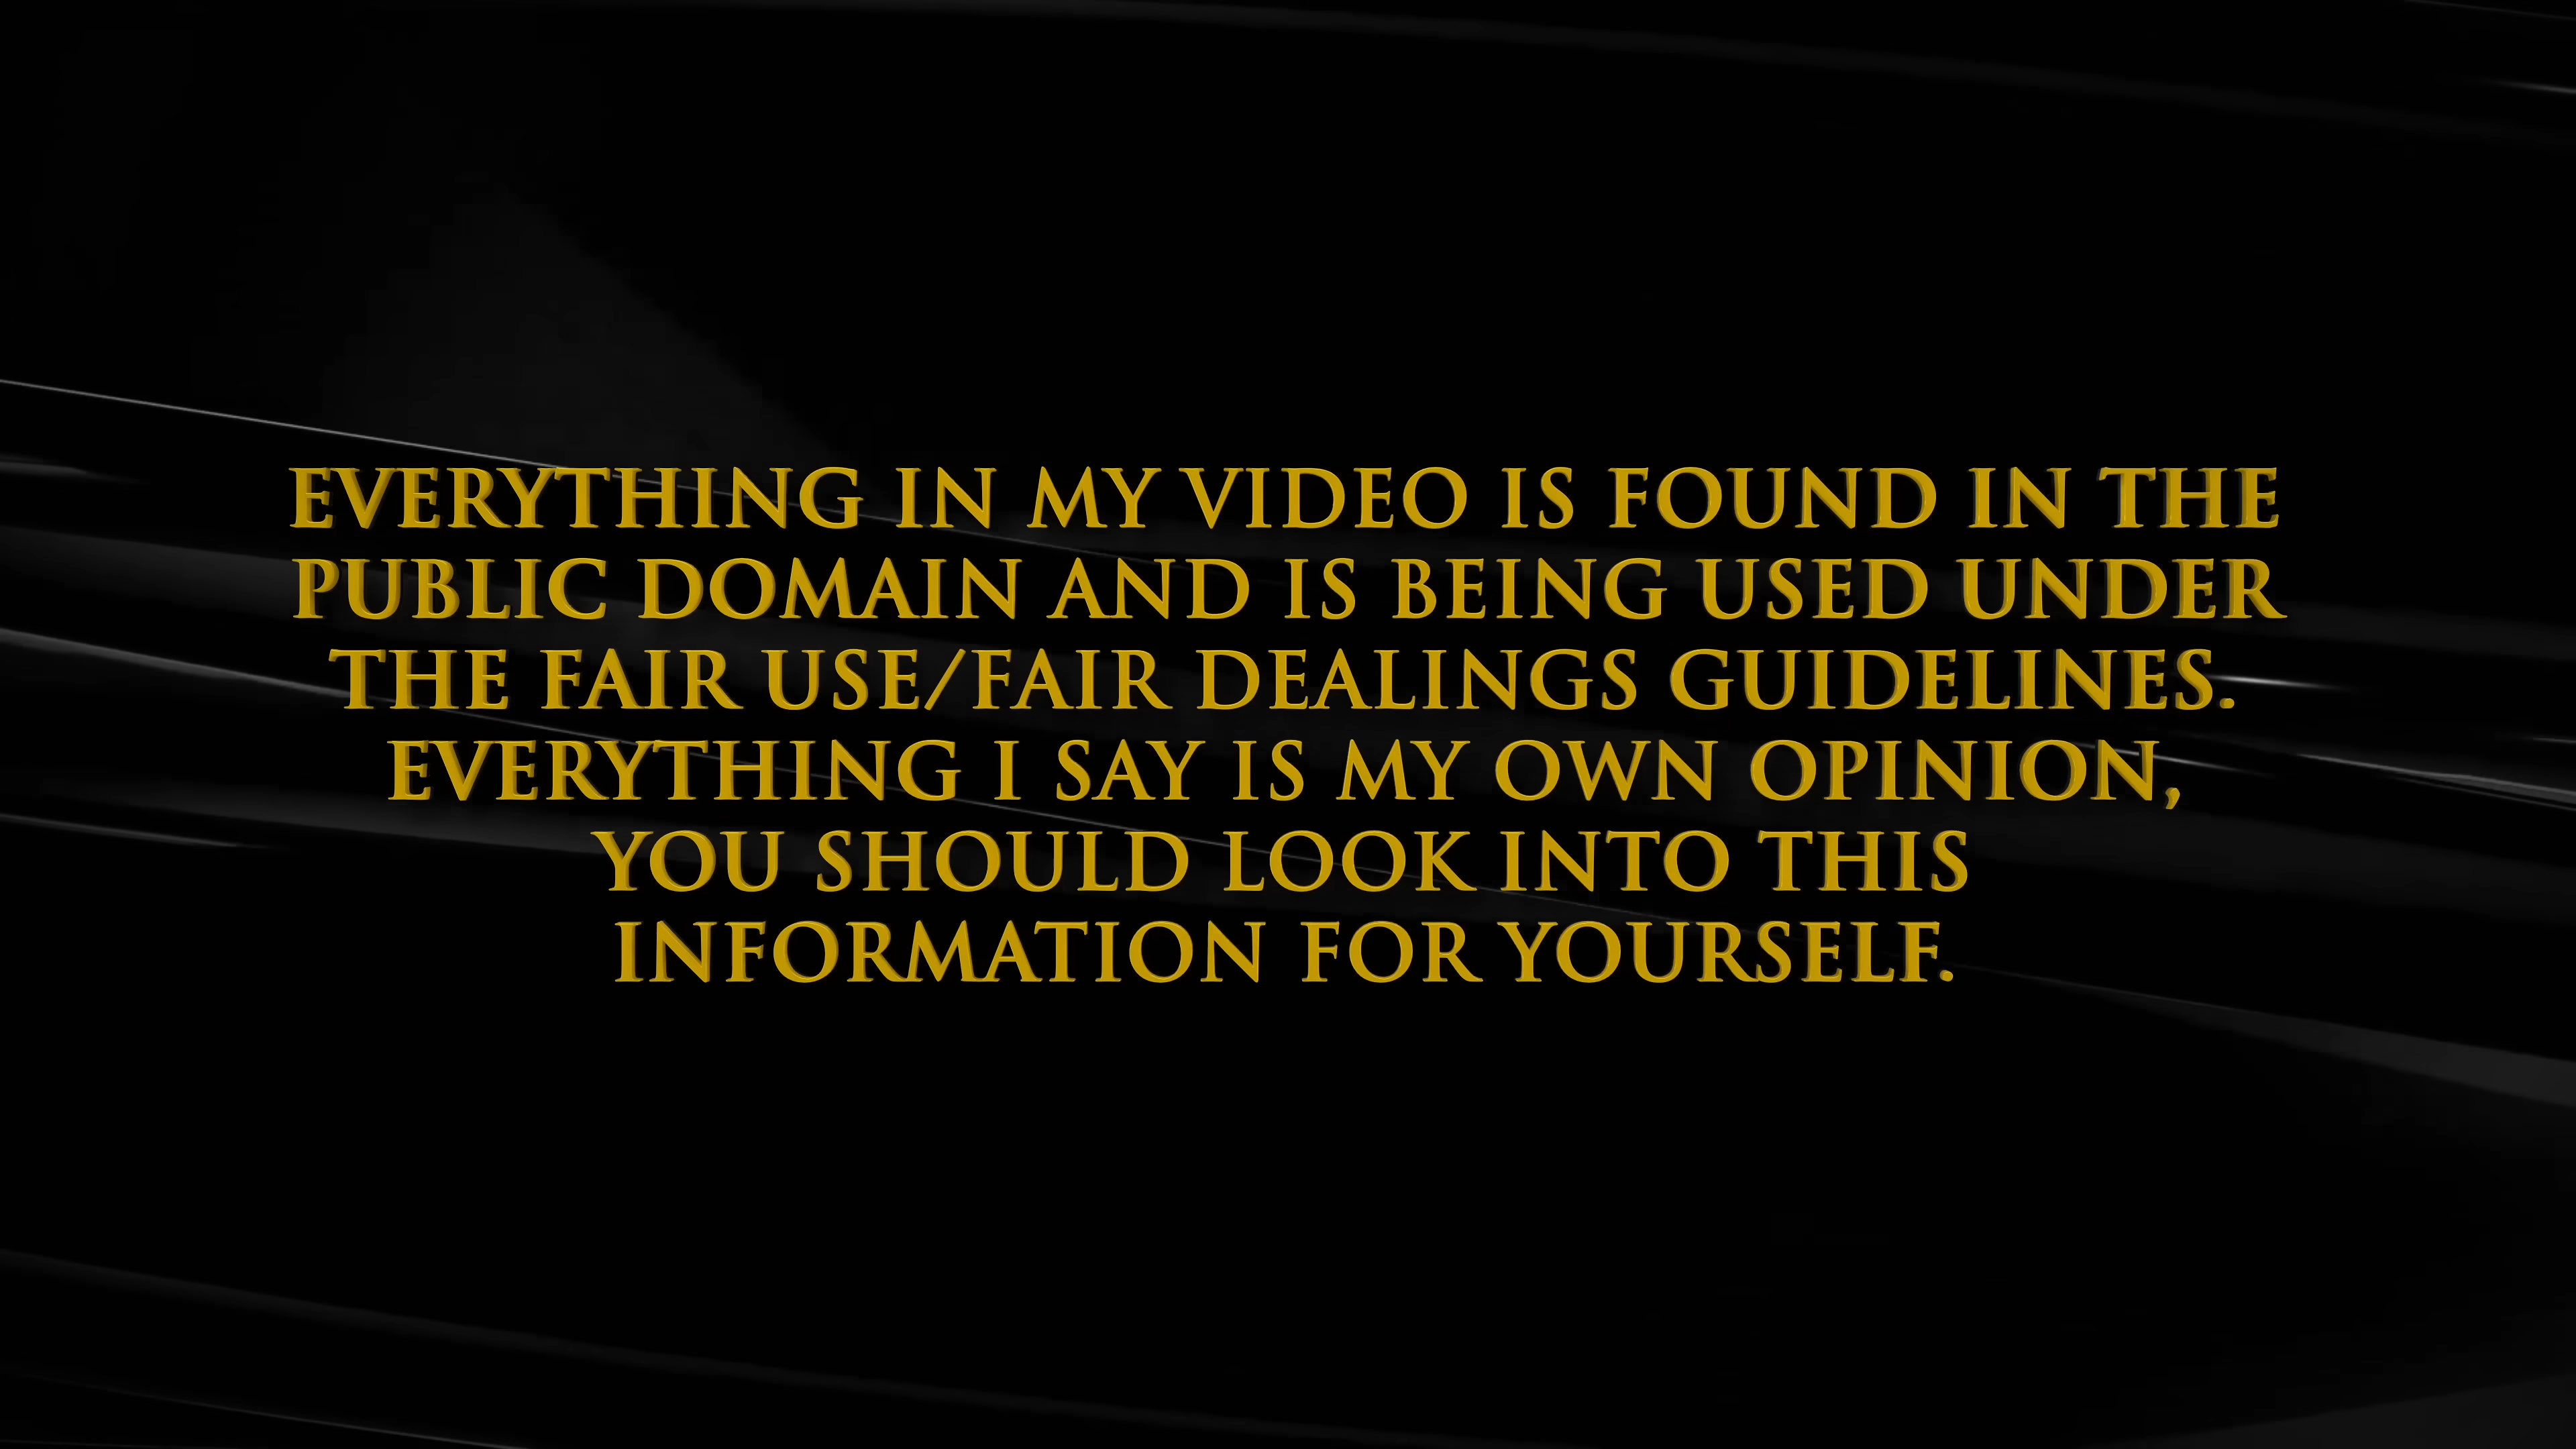 EVERYTHING IN MY VIDEO IS FOUND IN THE
PUBLIC DOMAIN AND IS BEING USED UNDER
THE FAIR USE/FAIR DEALINGS GUIDELINES.
EVERYTHING I SAY IS MY OWN OPINION,
YOU SHOULD LOOK INTO THIS
INFORMATION FOR YOURSELF.